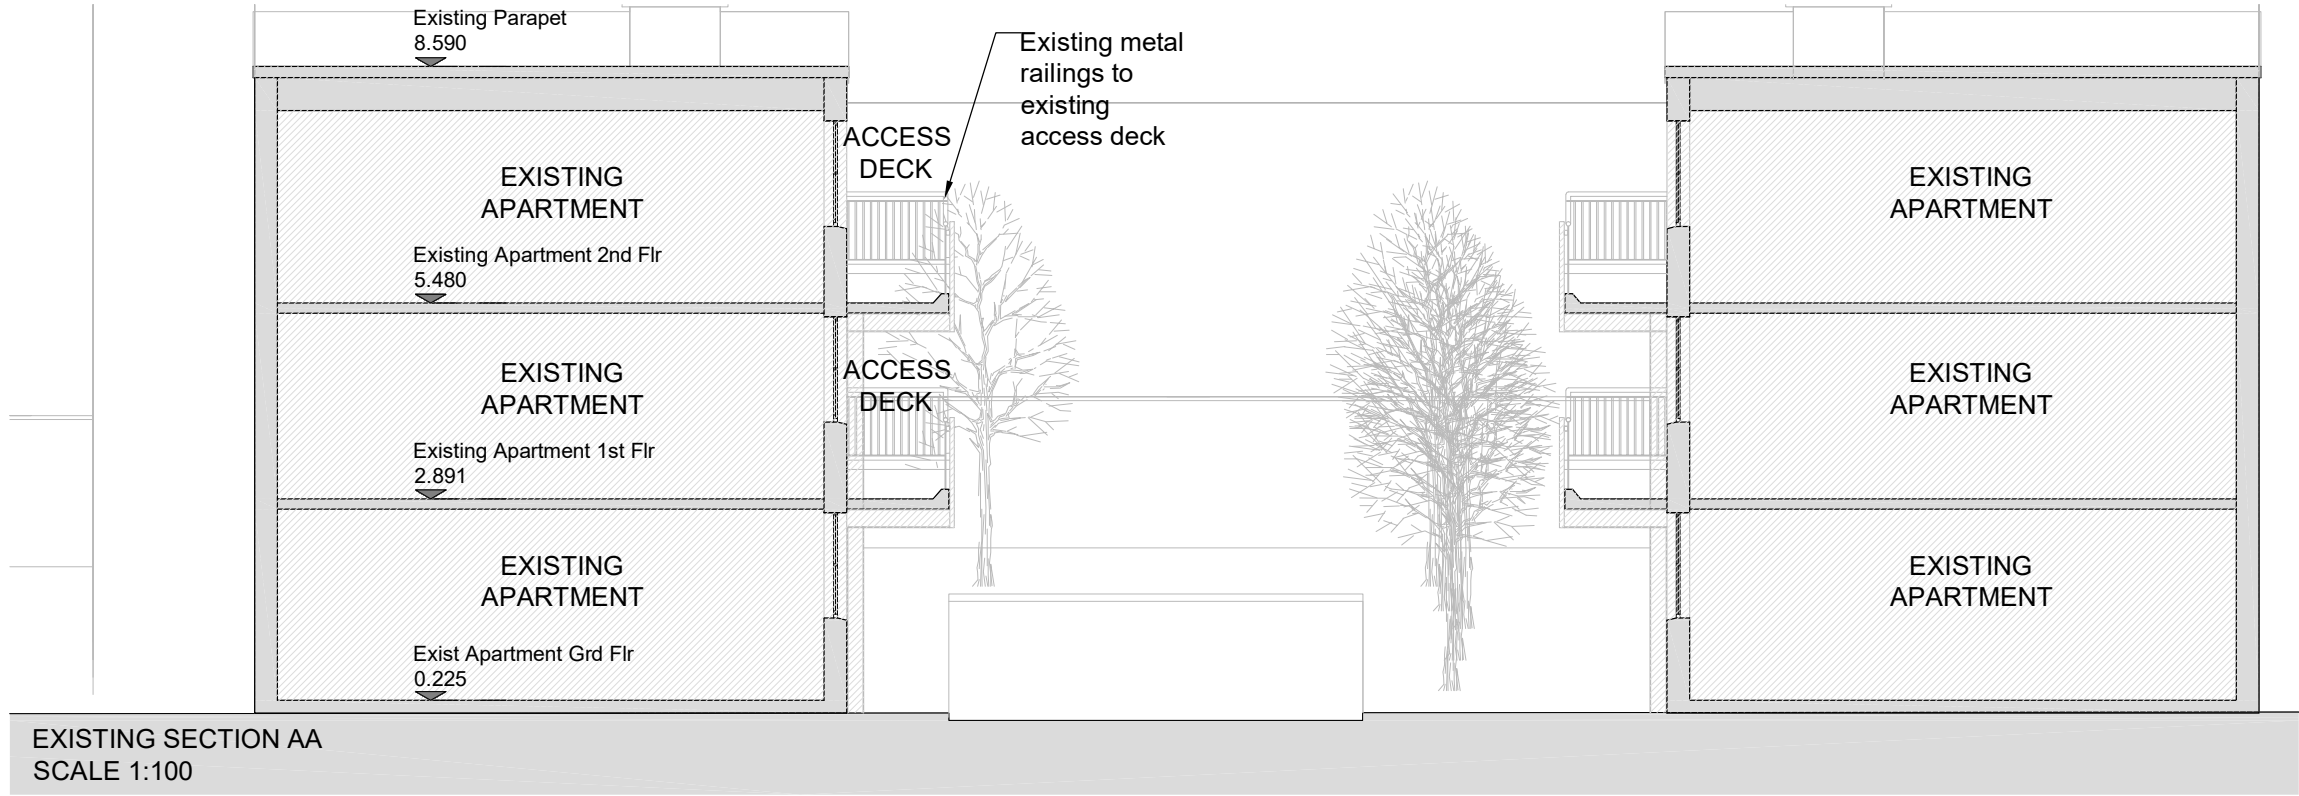 Existing Parapet
8.590
Existing metal
railings to
existing
access deck
ACCESS
DECK
EXISTING
APARTMENT
EXISTING
APARTMENT
Existing Apartment 2nd Flr
5.480
EXISTING
APARTMENT
ACCESS
DECK
EXISTING
APARTMENT
Existing Apartment 1st Flr
2.891
EXISTING
APARTMENT
EXISTING
APARTMENT
Exist Apartment Grd Flr
0.225
EXISTING SECTION AA
SCALE 1:100